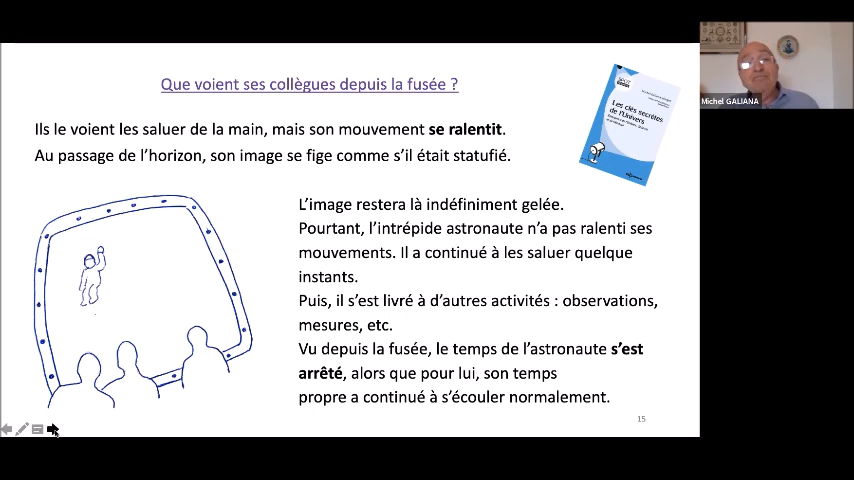 Que voient ses collègues depuis la fusée ?
Ils le voient les saluer de la main, mais son mouvement se ralentit.
Au passage de l’horizon, son image se fige comme s’il était statufié.
Les clés secrètes
de l’Univers
L’image restera là indéfiniment gelée.
Pourtant, l’intrépide astronaute n’a pas ralenti ses
mouvements. Il a continué à les saluer quelque
instants.
Puis, il s’est livré à d’autres activités : observations,
mesures, etc.
Vu depuis la fusée, le temps de l’astronaute s’est
arrêté, alors que pour lui, son temps
propre a continué à s’écouler normalement.
15
Michel GALIANA